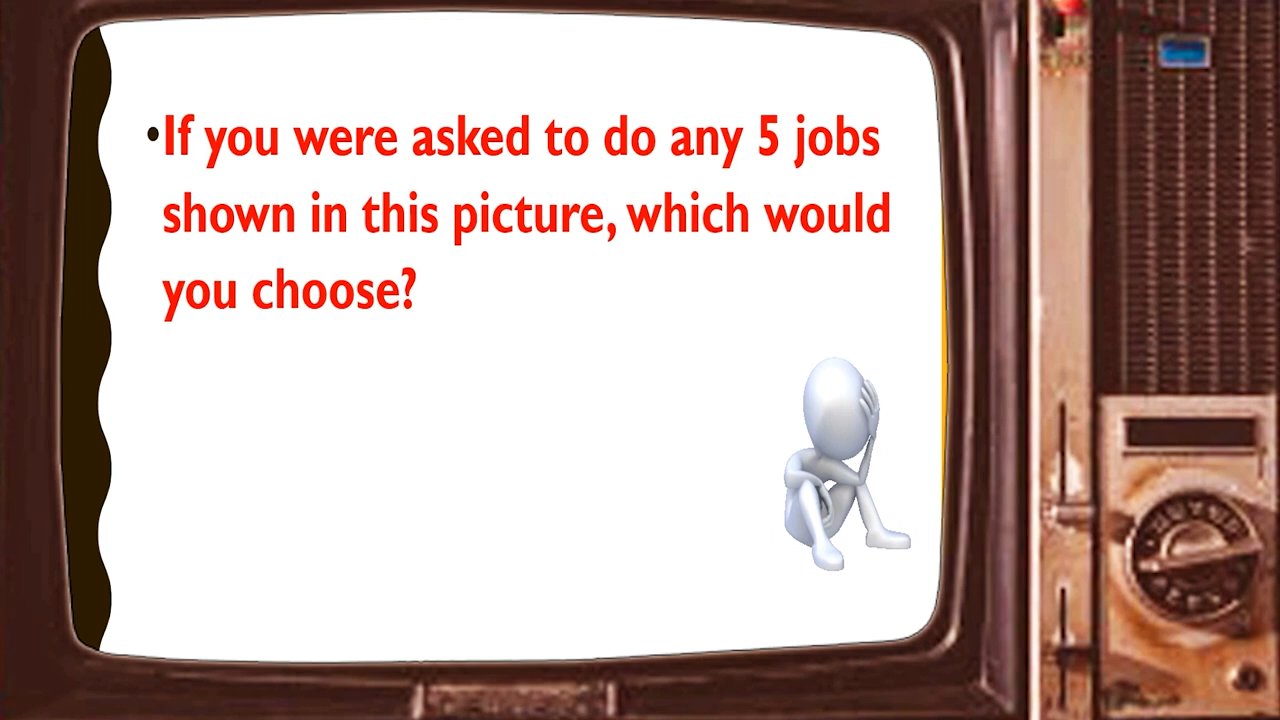 •If you were asked to do any 5 jobs
shown in this picture, which would
you choose?